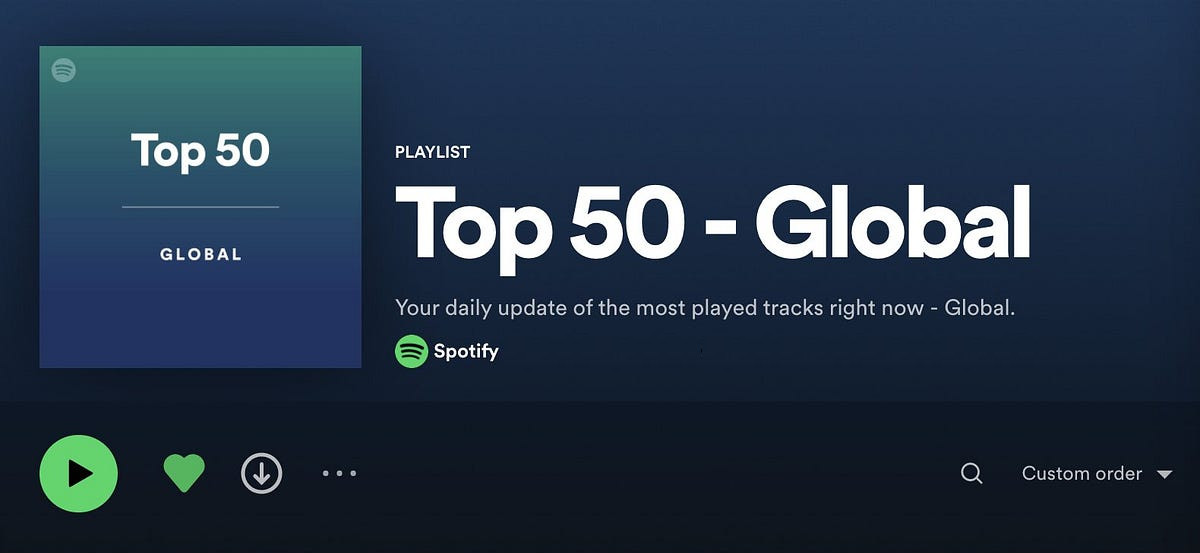 Top 50
GLOBAL
PLAYLIST
Top 50 - Global
Your daily update of the most played tracks right now - Global.
Spotify
Custom order